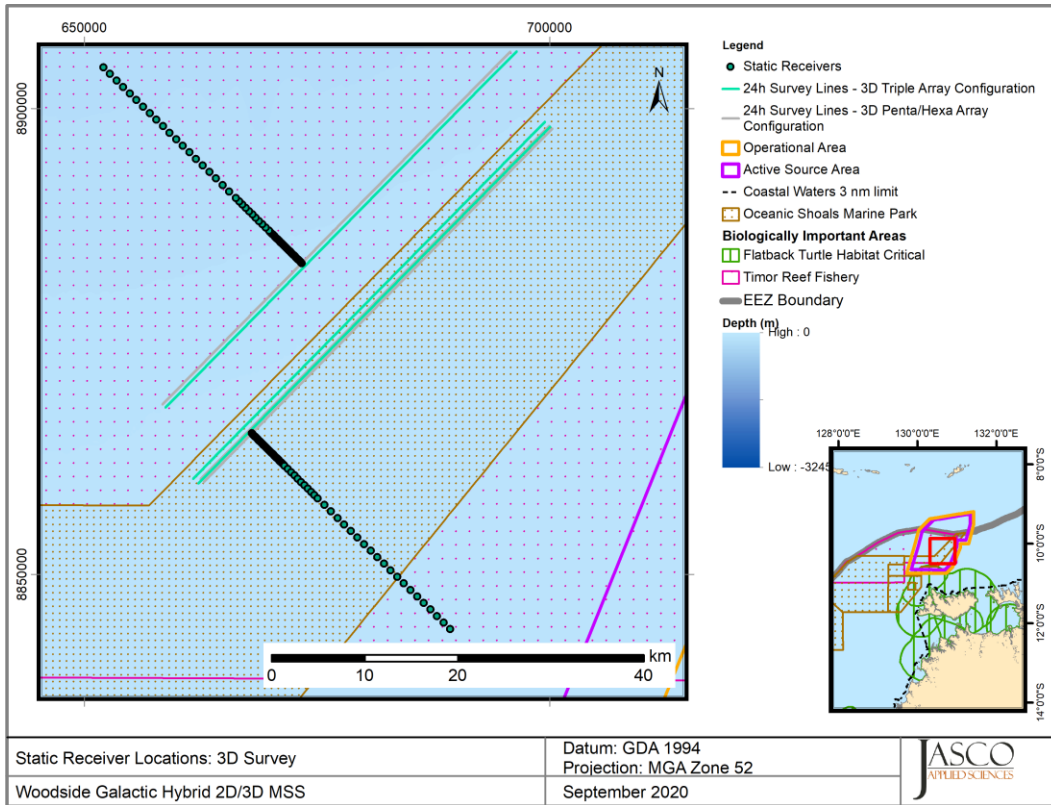 650000
700000
8900000
8850000
N
0
10
20
40
km
Legend
Static Receivers
24h Survey Lines - 3D Triple Array Configuration
24h Survey Lines - 3D Penta/Hexa Array
Configuration
Operational Area
Active Source Area
Coastal Waters 3 nm limit
Oceanic Shoals Marine Park
Biologically Important Areas
Flatback Turtle Habitat Critical
Timor Reef Fishery
EEZ Boundary
Depth (m)
High : 0
Low : -3245
128°0'0"E
130°0'0"E
132°0'0"E
8°0'0"S
10°0'0"S
12°0'0"S
14°0'0"S
Static Receiver Locations: 3D Survey
Datum: GDA 1994
Projection: MGA Zone 52
Woodside Galactic Hybrid 2D/3D MSS
September 2020
JASCO
APPLIED SCIENCES